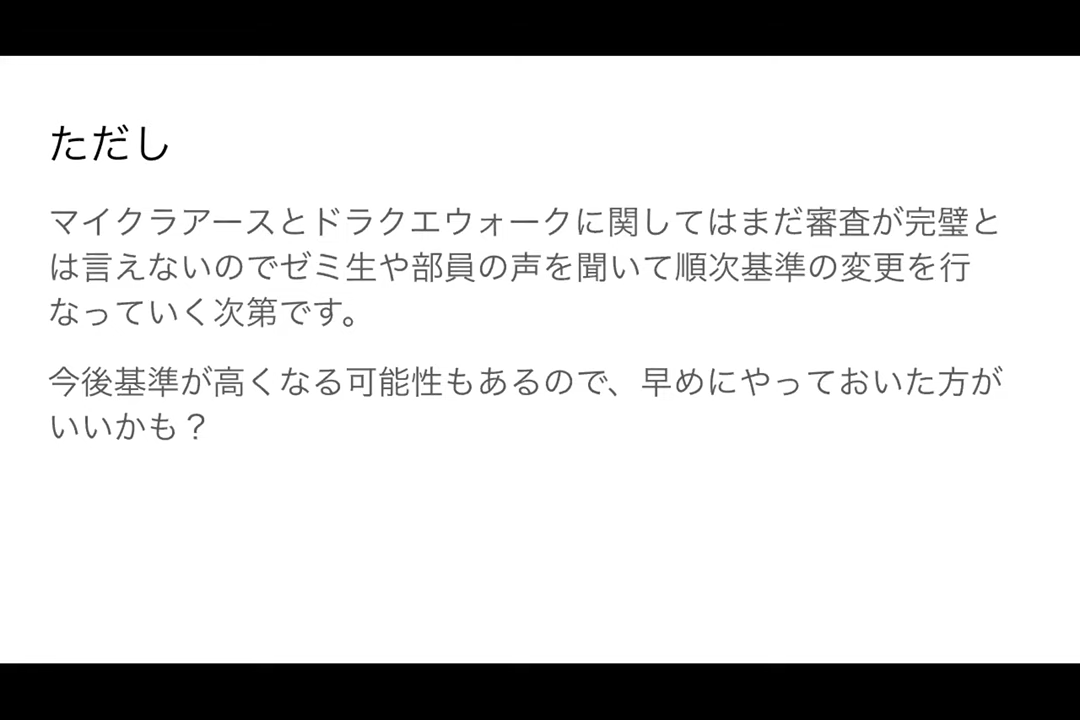 ただし
マイクラアースとドラクエウォークに関してはまだ審査が完璧と
は言えないのでゼミ生や部員の声を聞いて順次基準の変更を行
なっていく次第です。
今後基準が高くなる可能性もあるので、早めにやっておいた方が
いいかも？